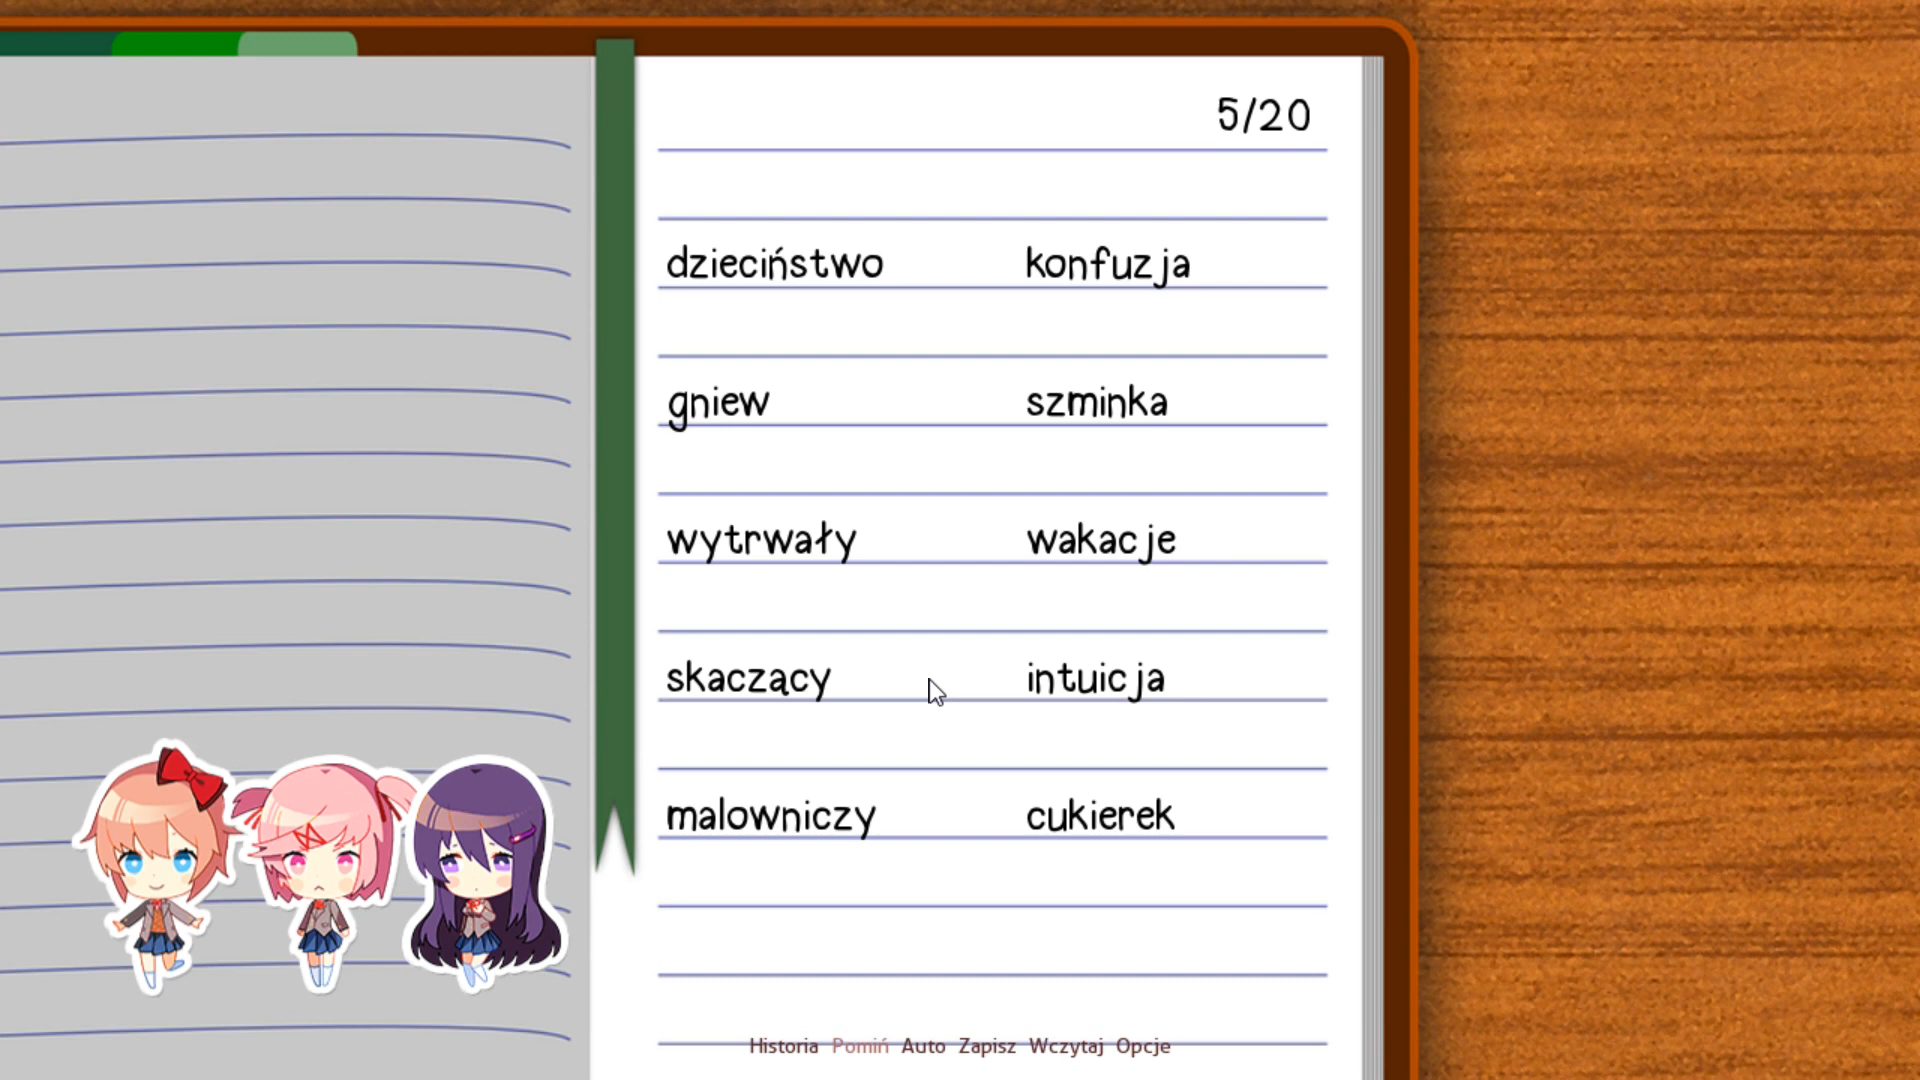 5/20
dzieciństwo konfuzja
gniew szminka
wytrwały wakacje
skaczący intuicja
malowniczy cukierek
Historia Pomiń Auto Zapisz Wczytaj Opcje